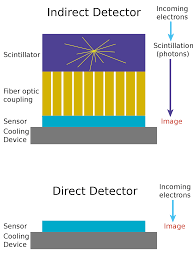 Indirect Detector
Incoming
electrons
Scintillator
Scintillation
(photons)
Fiber optic
coupling
Sensor
Image
Cooling
Device
Direct Detector
Incoming
electrons
Sensor
Image
Cooling
Device